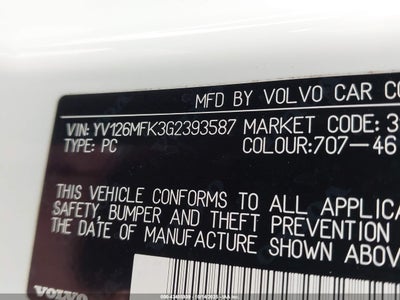 MFD BY VOLVO CAR CO
VIN: YV126MFK3G2393587 MARKET CODE: 3
TYPE: PC COLOUR:707-46
THIS VEHICLE CONFORMS TO ALL APPLICA
SAFETY, BUMPER AND THEFT PREVENTION
THE DATE OF MANUFACTURE SHOWN ABOVE
VOLVO